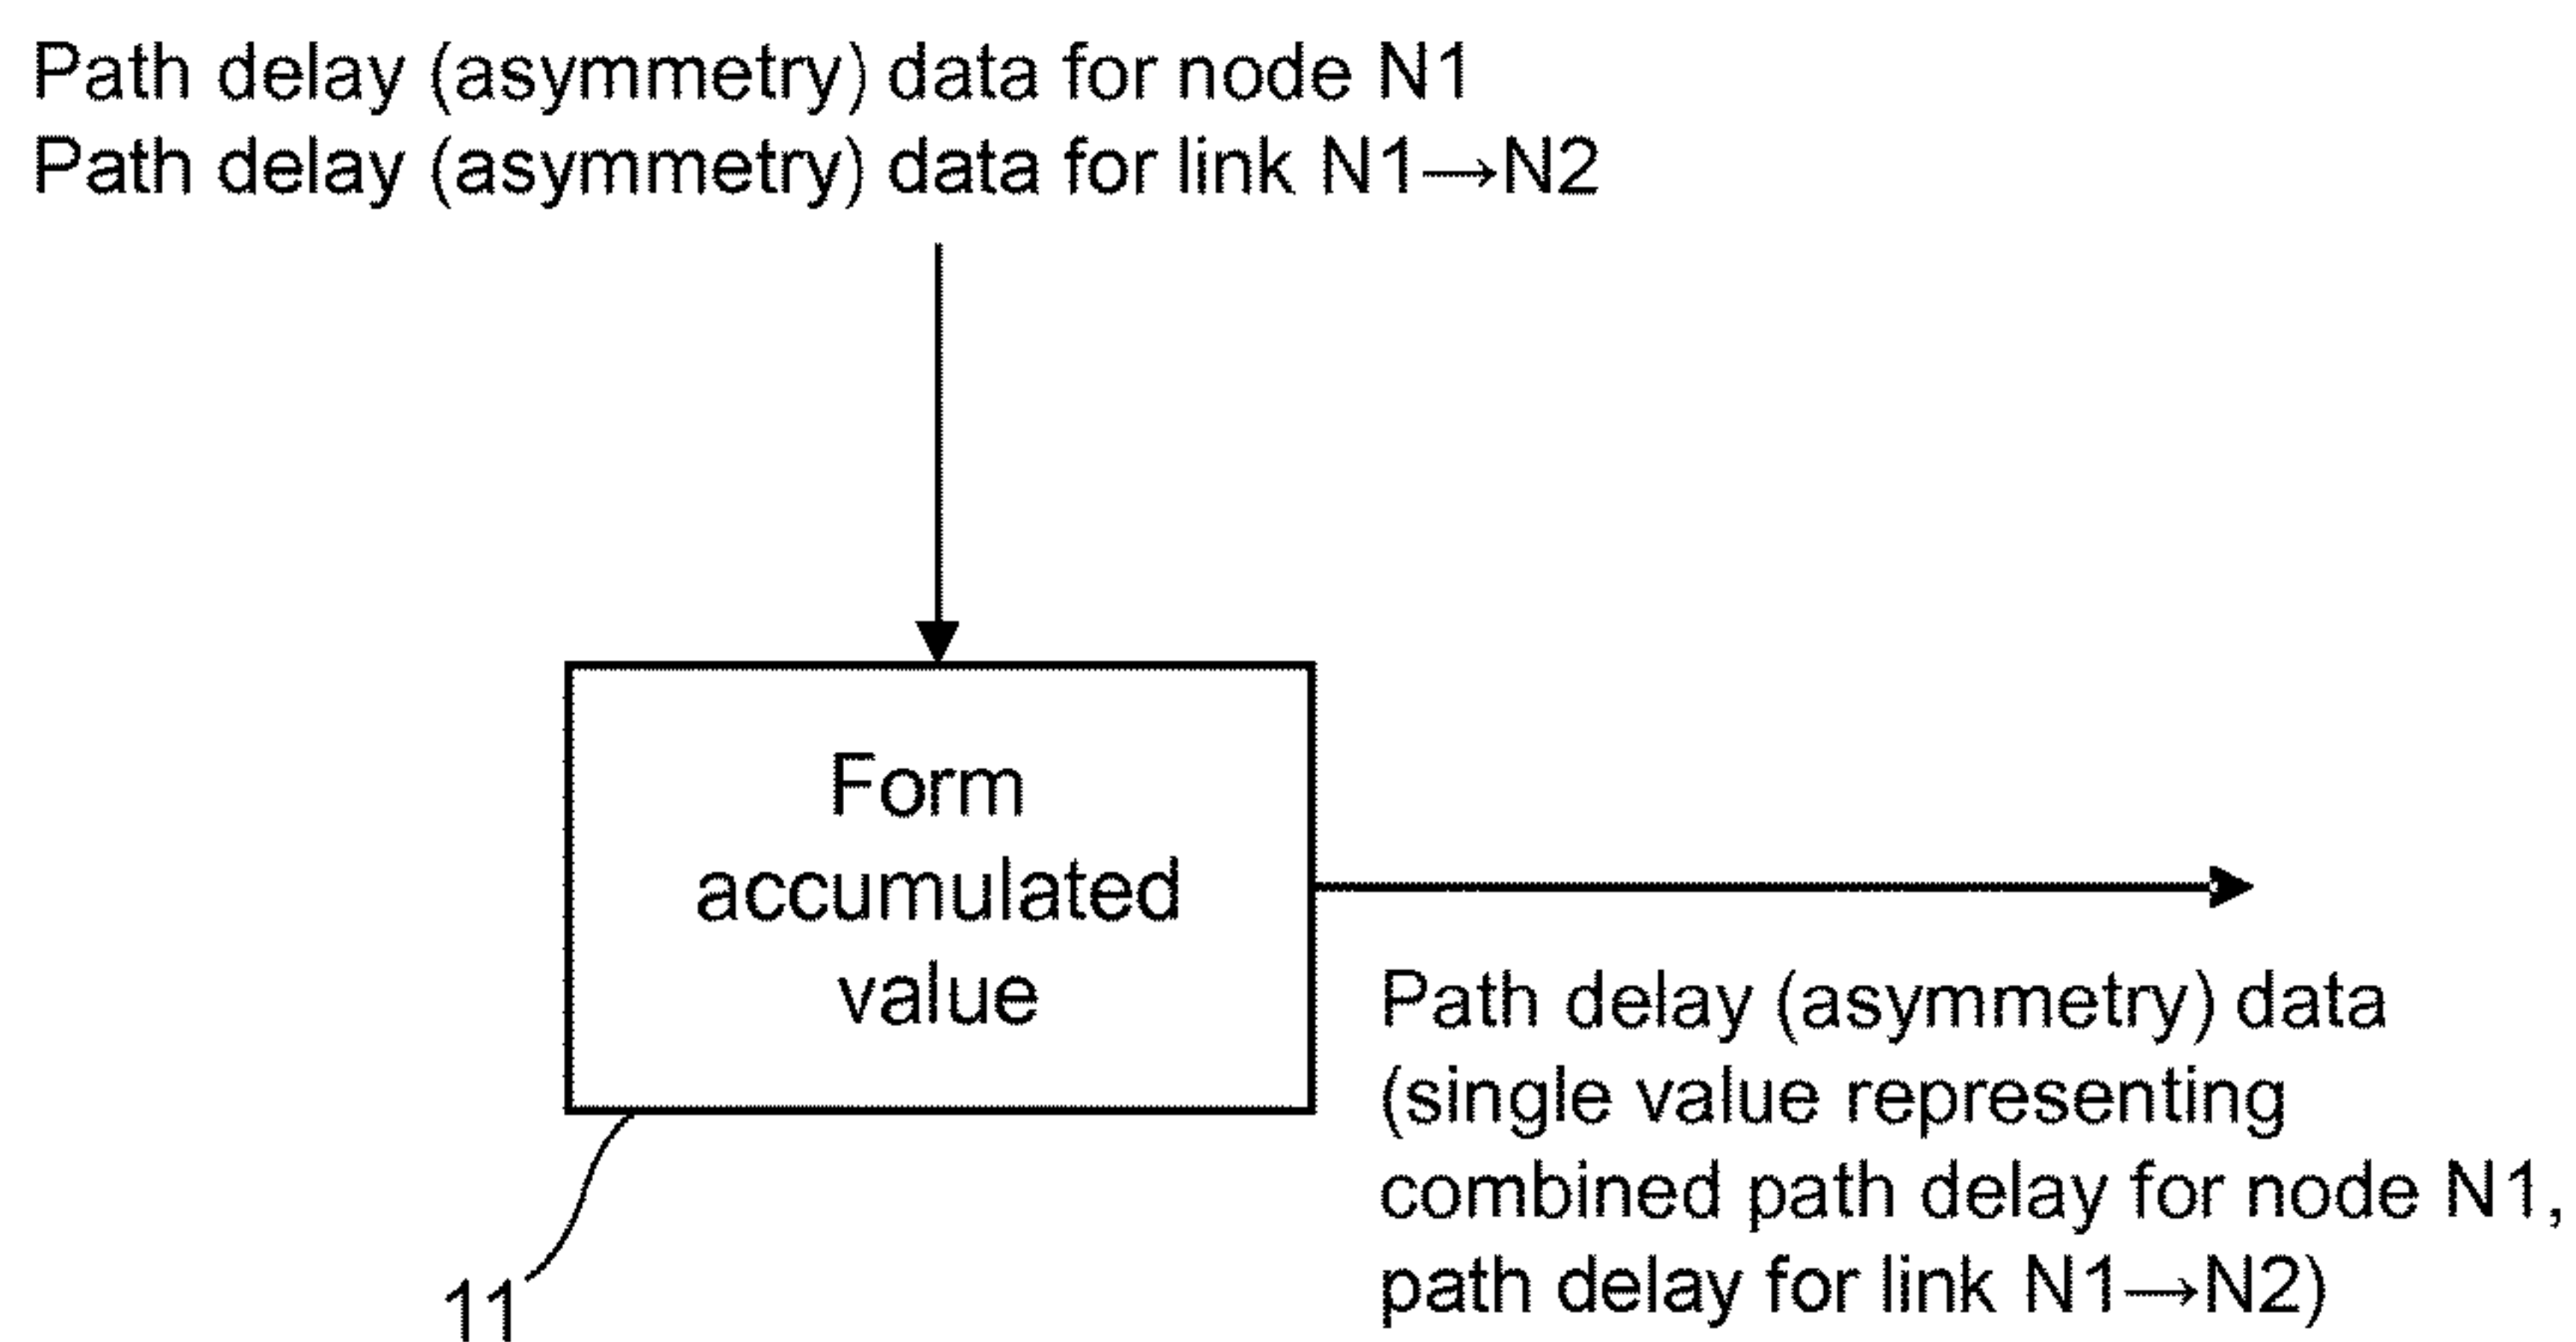 Path delay (asymmetry) data for node N1
Path delay (asymmetry) data for link N1→N2
Form
accumulated
value
Path delay (asymmetry) data
(single value representing
combined path delay for node N1,
path delay for link N1→N2)
11